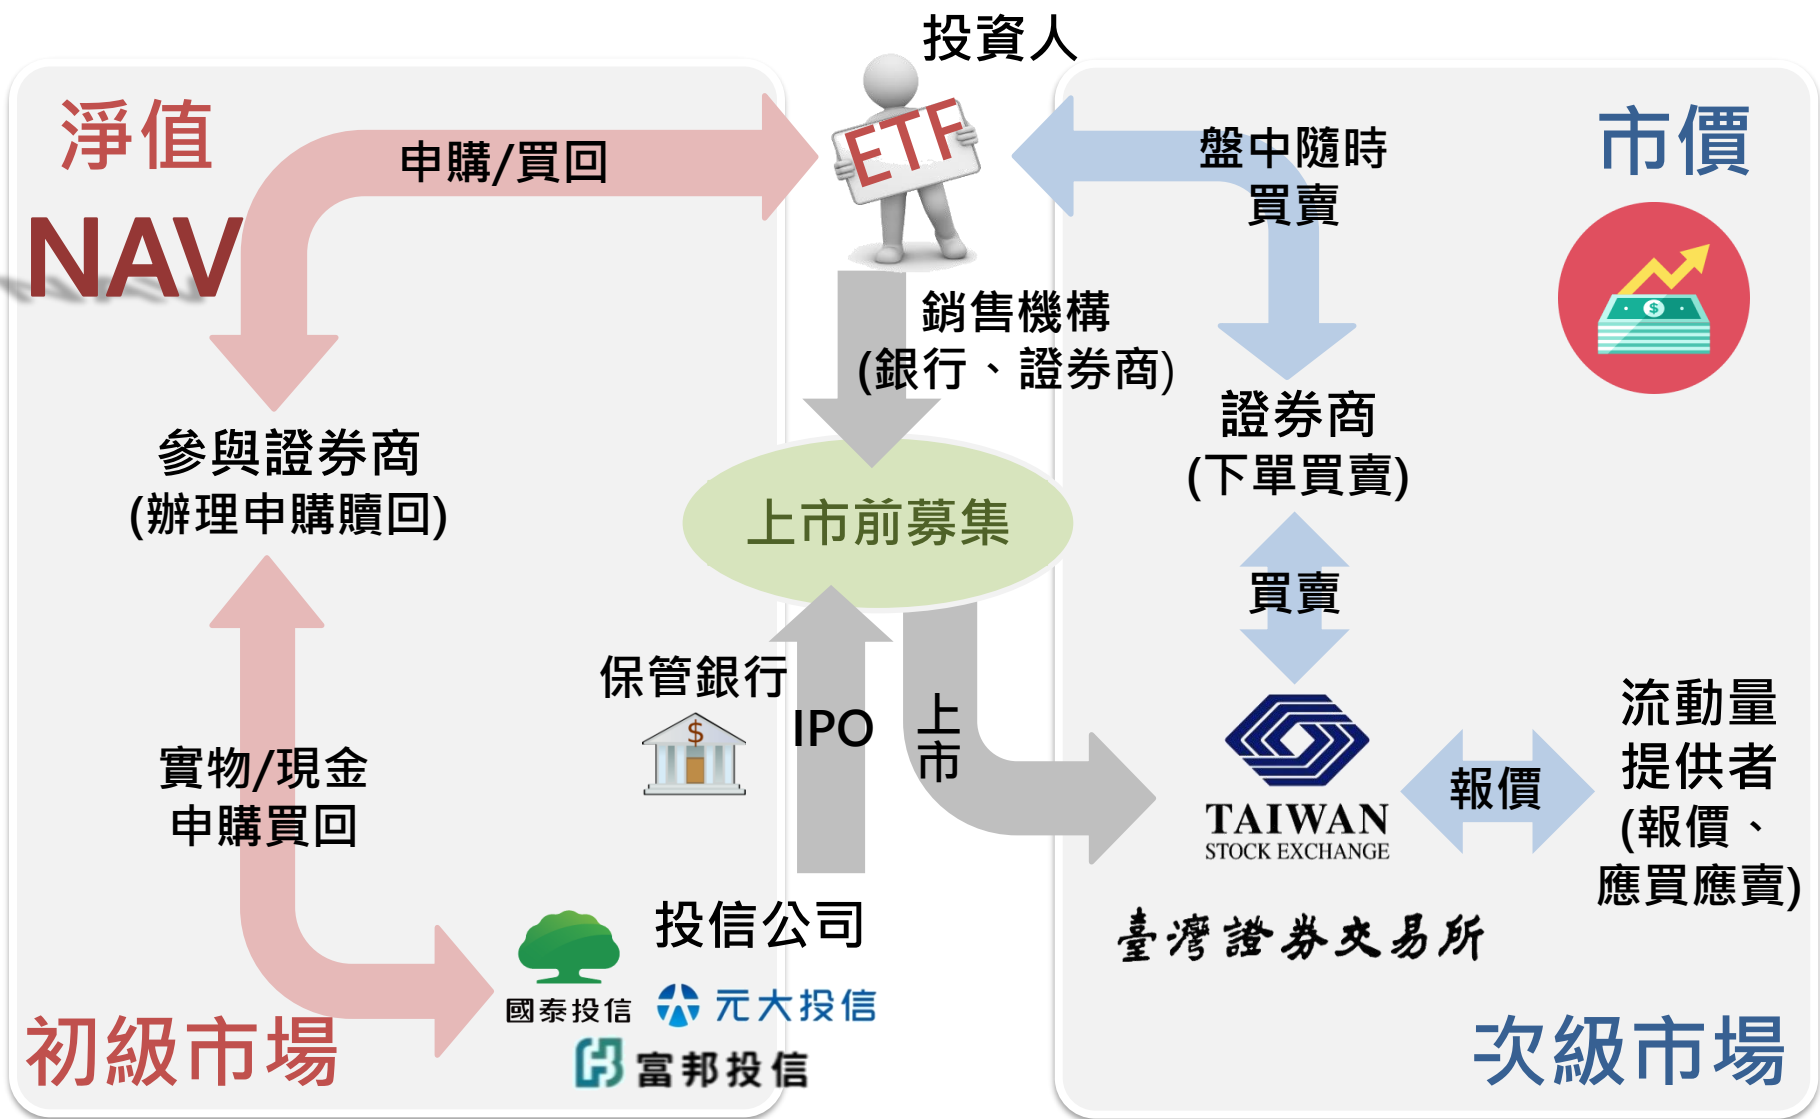 投資人
ETF
淨值
NAV
申購/買回
參與證券商
(辦理申購贖回)
實物/現金
申購買回
初級市場
銷售機構
(銀行、證券商)
上市前募集
保管銀行
$
IPO
上
市
投信公司
國泰投信
元大投信
富邦投信
市價
$
盤中隨時
買賣
證券商
(下單買賣)
買賣
TAIWAN
STOCK EXCHANGE
臺灣證券交易所
報價
流動量
提供者
(報價、
應買應賣)
次級市場